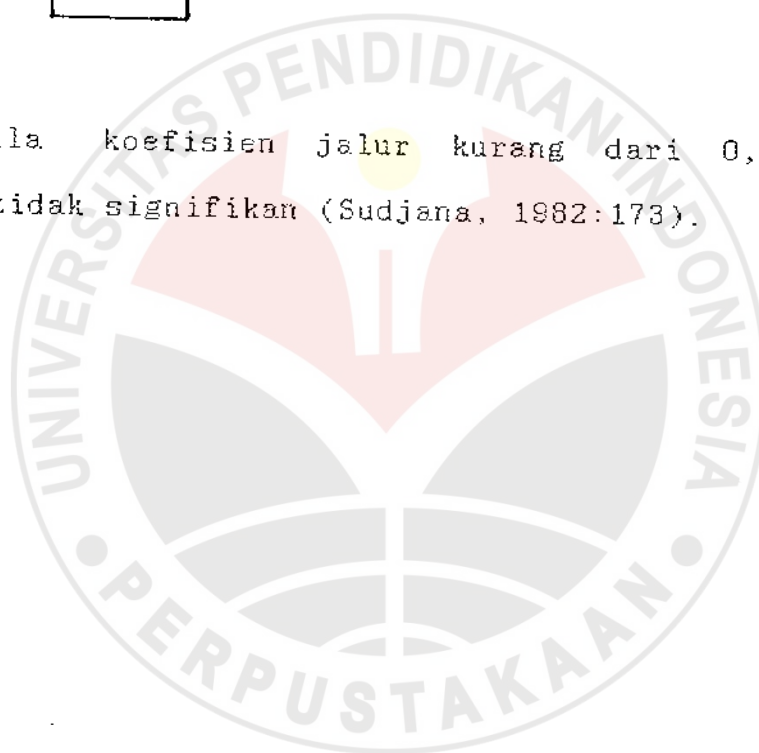 koefisien jalur kurang dari 0,
tidak signifikan (Sudjana, 1982:173).
UNIVERSITAS PENDIDIKAN INDONESIA
PERPUSTAKAAN